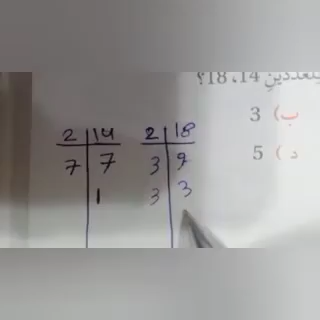 للعددين 14، 18؟
ب) 3
د) 5
2 | 14 2 | 18
7 | 7 3 | 9
1 3 | 3